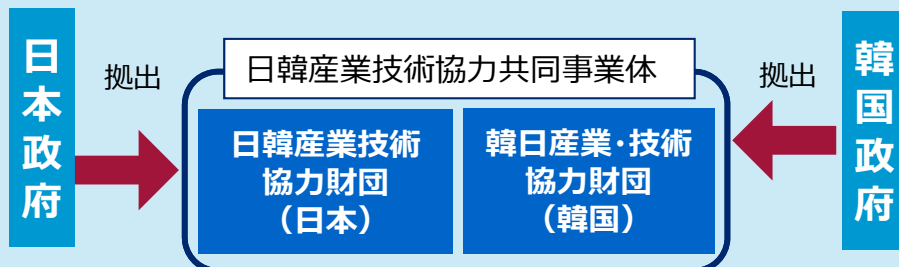 日本政府
拠出
日韓産業技術協力共同事業体
日韓産業技術
協力財団
（日本）
韓日産業・技術
協力財団
（韓国）
拠出
韓国政府